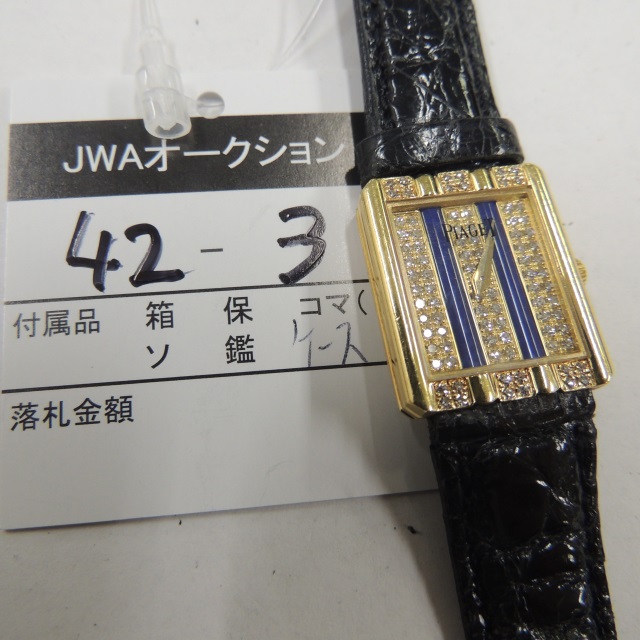 JWAオークション
42-3
付属品 箱 保 コマ(
ソ 鑑 ケース
落札金額
PIAGET